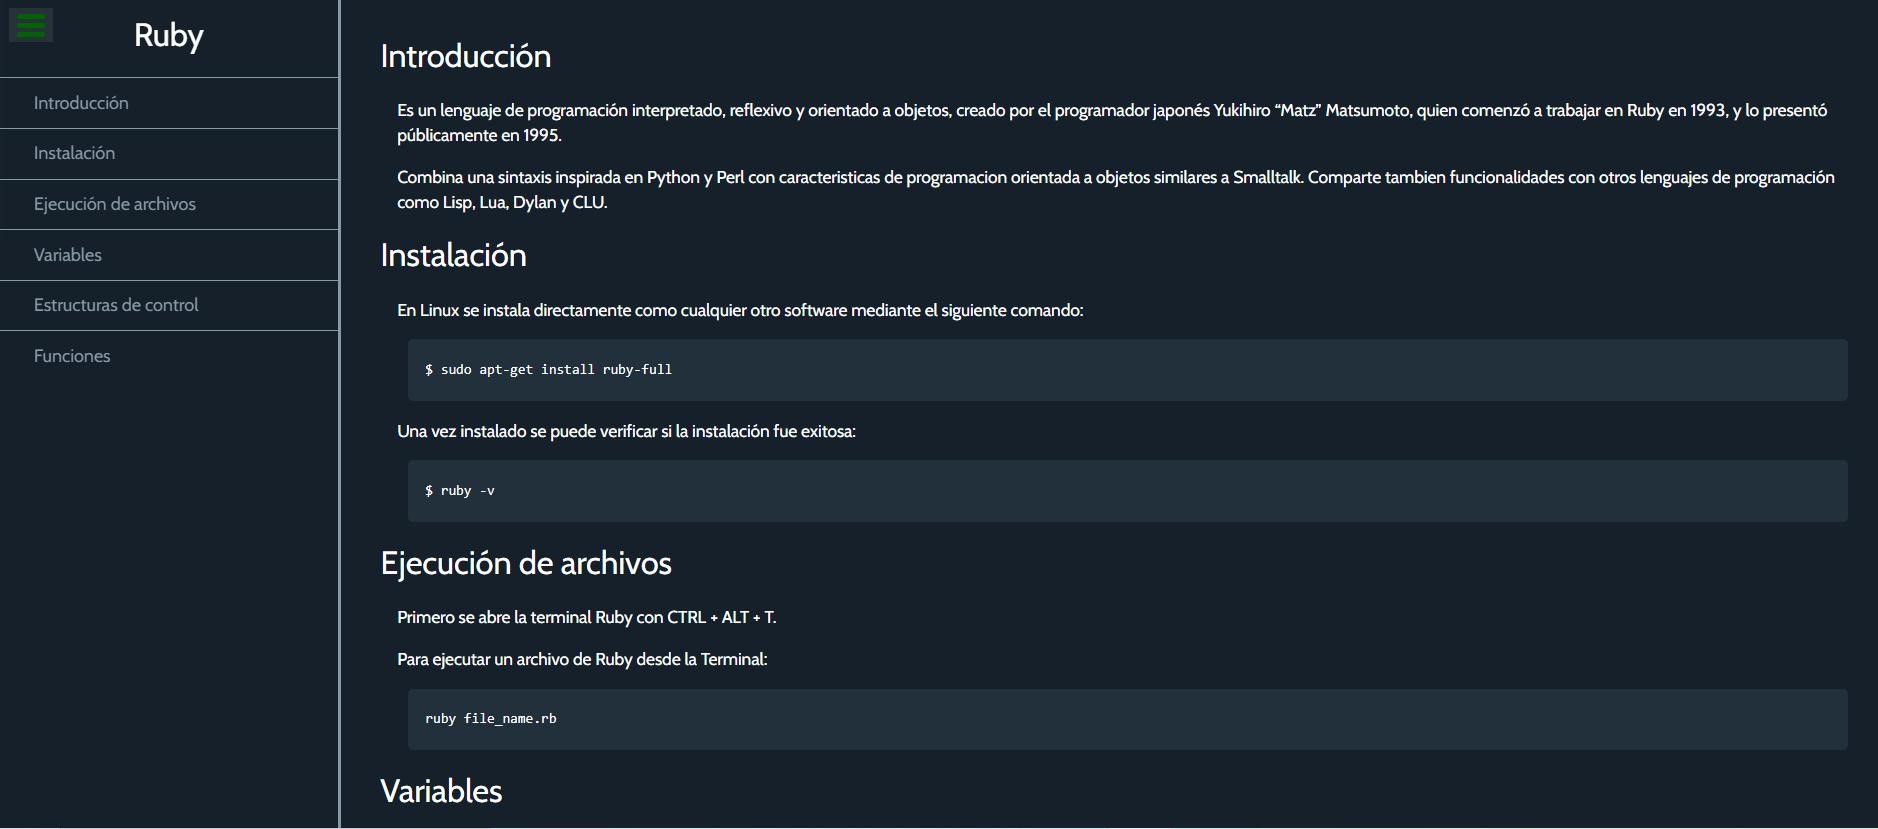 Ruby
Introducción
Instalación
Ejecución de archivos
Variables
Estructuras de control
Funciones
Introducción
Es un lenguaje de programación interpretado, reflexivo y orientado a objetos, creado por el programador japonés Yukihiro “Matz” Matsumoto, quien comenzó a trabajar en Ruby en 1993, y lo presentó
públicamente en 1995.
Combina una sintaxis inspirada en Python y Perl con caracteristicas de programacion orientada a objetos similares a Smalltalk. Comparte tambien funcionalidades con otros lenguajes de programación
como Lisp, Lua, Dylan y CLU.
Instalación
En Linux se instala directamente como cualquier otro software mediante el siguiente comando:
$ sudo apt-get install ruby-full
Una vez instalado se puede verificar si la instalación fue exitosa:
$ ruby -v
Ejecución de archivos
Primero se abre la terminal Ruby con CTRL + ALT + T.
Para ejecutar un archivo de Ruby desde la Terminal:
ruby file_name.rb
Variables